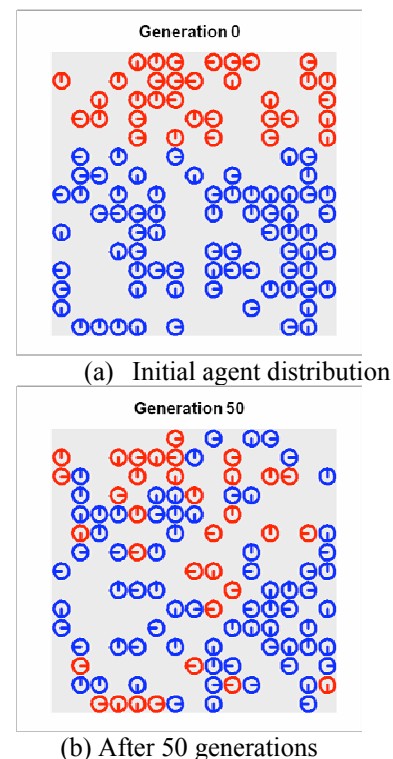 Generation 0
(a) Initial agent distribution
Generation 50
(b) After 50 generations